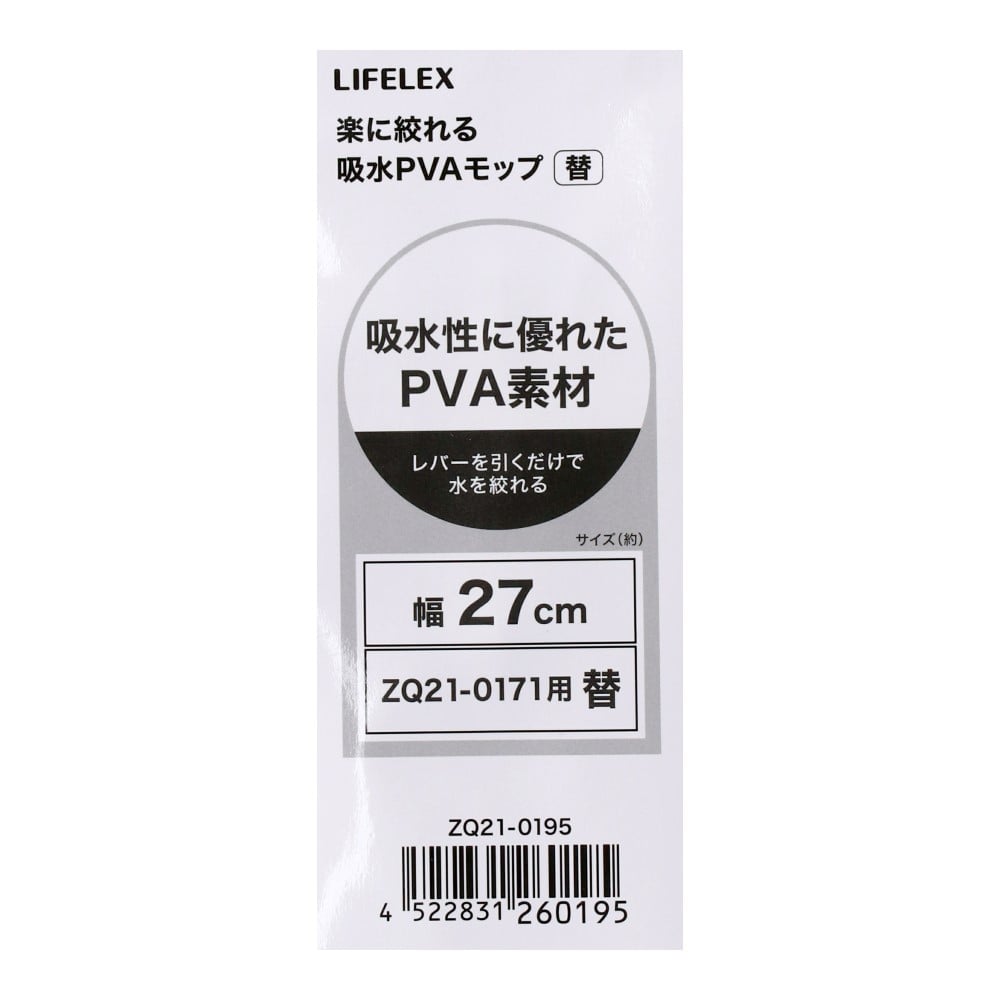 LIFELEX
楽に絞れる
吸水PVAモップ 替
吸水性に優れた
PVA素材
レバーを引くだけで
水を絞れる
サイズ(約)
幅 27cm
ZQ21-0171用 替
ZQ21-0195
4 522831 260195